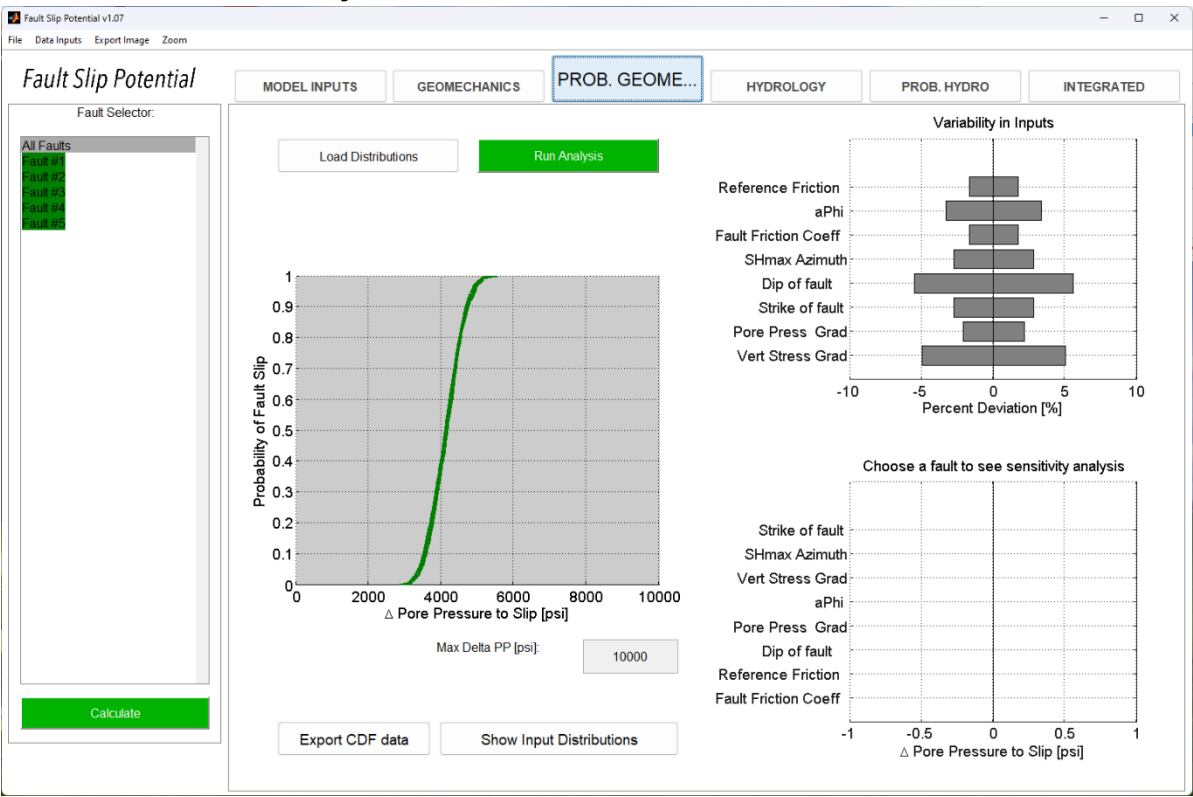 Fault Slip Potential v1.07
File Data Inputs Export Image Zoom
Fault Slip Potential
MODEL INPUTS GEOMECHANICS PROB. GEOME... HYDROLOGY PROB. HYDRO INTEGRATED
Fault Selector:
All Faults
Fault #1
Fault #2
Fault #3
Fault #4
Fault #5
Calculate
Load Distributions Run Analysis
1
0.9
0.8
0.7
0.6
0.5
0.4
0.3
0.2
0.1
0
Probability of Fault Slip
0 2000 4000 6000 8000 10000
Δ Pore Pressure to Slip [psi]
Max Delta PP [psi]: 10000
Export CDF data Show Input Distributions
Variability in Inputs
Reference Friction
aPhi
Fault Friction Coeff
SHmax Azimuth
Dip of fault
Strike of fault
Pore Press Grad
Vert Stress Grad
-10 -5 0 5 10
Percent Deviation [%]
Choose a fault to see sensitivity analysis
Strike of fault
SHmax Azimuth
Vert Stress Grad
aPhi
Pore Press Grad
Dip of fault
Reference Friction
Fault Friction Coeff
-1 -0.5 0 0.5 1
Δ Pore Pressure to Slip [psi]